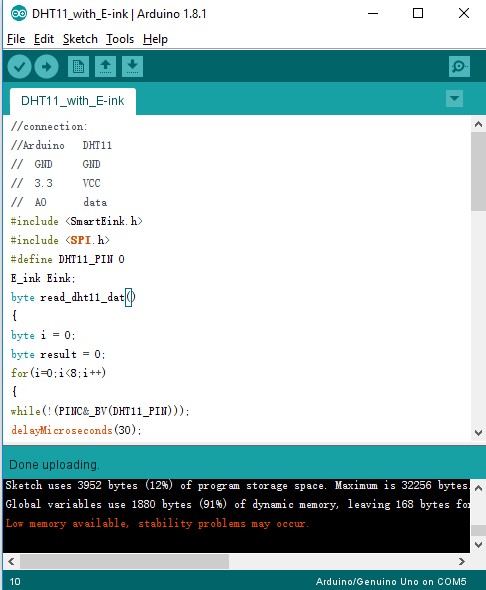 DHT11_with_E-ink | Arduino 1.8.1
File Edit Sketch Tools Help
DHT11_with_E-ink
//connection:
//Arduino   DHT11
//  GND     GND
//  3.3     VCC
//  A0      data
#include <SmartEink.h>
#include <SPI.h>
#define DHT11_PIN 0
E_ink Eink;
byte read_dht11_dat()
{
byte i = 0;
byte result = 0;
for(i=0;i<8;i++)
{
while(!(PINC&_BV(DHT11_PIN)));
delayMicroseconds(30);
Done uploading.
Sketch uses 3952 bytes (12%) of program storage space. Maximum is 32256 bytes.
Global variables use 1880 bytes (91%) of dynamic memory, leaving 168 bytes for
Low memory available, stability problems may occur.
10 Arduino/Genuino Uno on COM5